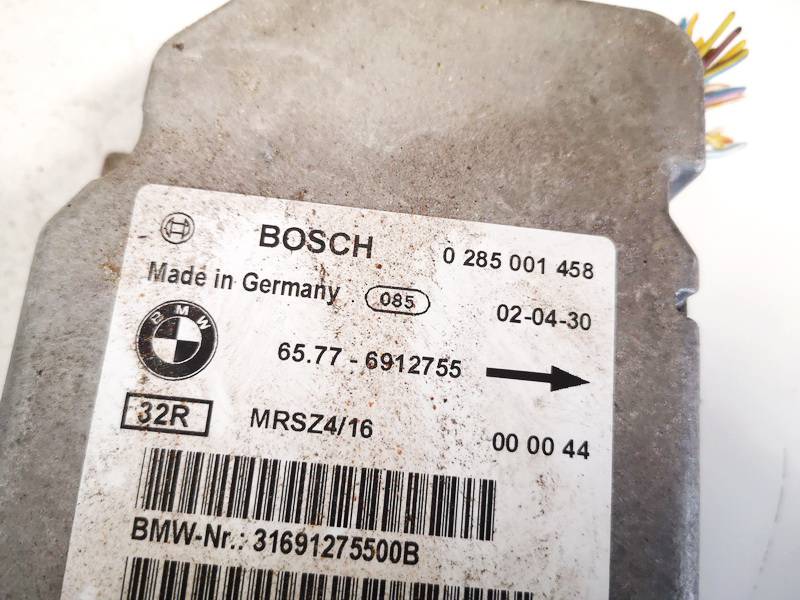 BOSCH 0 285 001 458
Made in Germany 085 02-04-30
BMW
65.77 - 6912755
32R MRSZ4/16 00 00 44
BMW-Nr.: 31691275500B